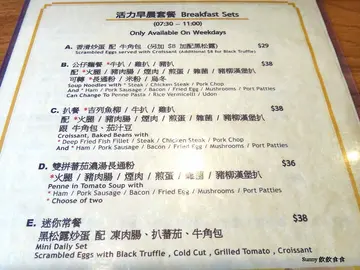 活力早晨套餐 Breakfast Sets
(07:30 – 11:00)
Only Available On Weekdays
A. 香滑炒蛋 配 牛角包 (另加 $8 加配黑松露) $29
Scrambled Eggs served with Croissant (Additional $8 for Black Truffles)
B. 公仔麵餐 *牛扒 / 雞扒 / 豬扒 $38
配 *火腿 / 豬肉腸 / 煙肉 / 煎蛋 / 雜菌 / 豬柳漢堡扒
可轉 *長通粉 / 米粉 / 烏冬
Soup Noodles with * Steak / Chicken Steak / Pork Chop
And * Ham / Pork Sausage / Bacon / Fried Egg / Mushrooms / Port Patties
Can Change To Penne Pasta / Rice Vermicelli / Udon
C. 扒餐 *吉列魚柳 / 牛扒 / 雞扒 / 豬扒 $38
配 *火腿 / 豬肉腸 / 煙肉 / 煎蛋 / 雜菌 / 豬柳漢堡扒
跟 牛角包、茄汁豆
Croissant, Baked Beans with
* Deep Fried Fish Fillet / Steak / Chicken Steak / Pork Chop
And * Ham / Pork Sausage / Bacon / Fried Egg / Mushrooms / Port Patties
D. 雙拼蕃茄濃湯長通粉 $36
*火腿 / 豬肉腸 / 煙肉 / 煎蛋 / 雜菌 / 豬柳漢堡扒
Penne in Tomato Soup with
* Ham / Pork Sausage / Bacon / Fried Egg / Mushrooms / Port Patties
* Choose of two
E. 迷你常餐 $38
黑松露炒蛋 配 凍肉腸、扒蕃茄、牛角包
Mini Daily Set
Scrambled Eggs with Black Truffle , Cold Cut , Grilled Tomato , Croissant
Sunny飲飲食食